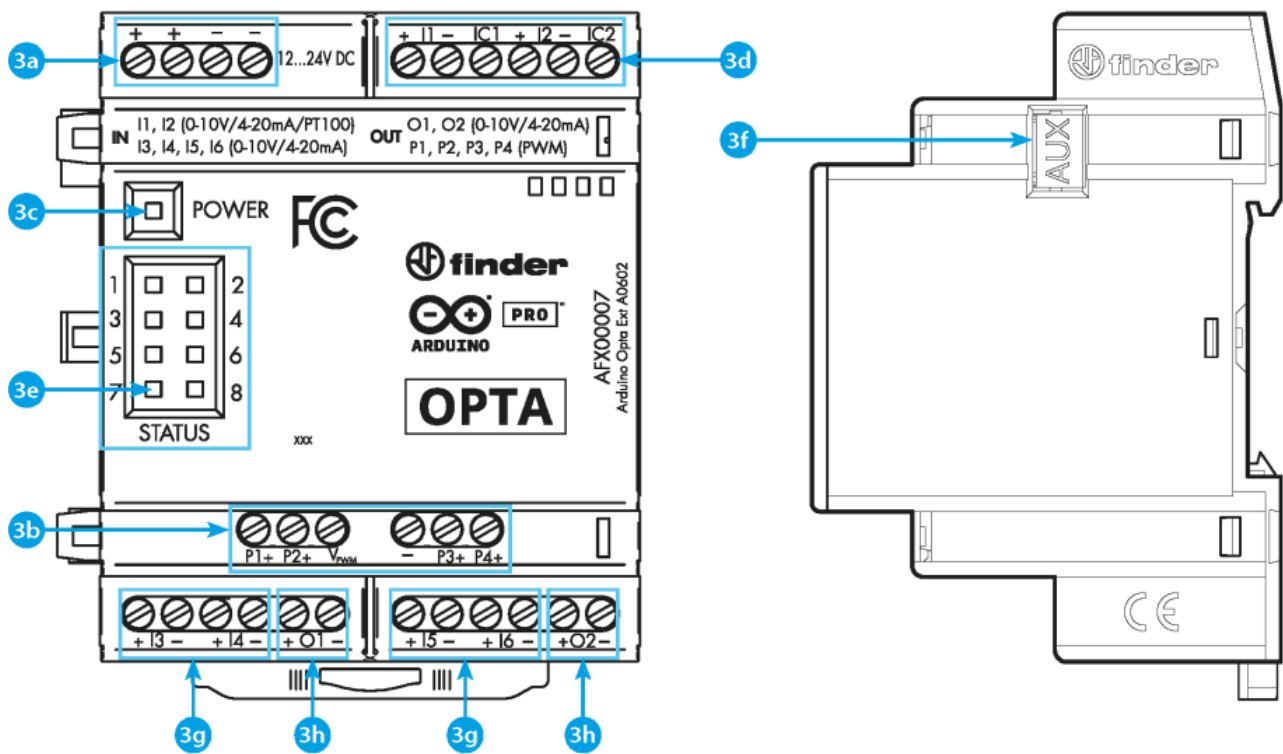 + + − −
12...24V DC
+ I1 − IC1 + I2 − IC2
3a
3d
IN I1, I2 (0-10V/4-20mA/PT100)
I3, I4, I5, I6 (0-10V/4-20mA)
OUT O1, O2 (0-10V/4-20mA)
P1, P2, P3, P4 (PWM)
3c
POWER
FC
finder
ARDUINO
PRO
1 2
3 4
5 6
7 8
3e
STATUS
xxx
OPTA
AFX00007
Arduino Opta Ext A0602
3b
P1+ P2+ VPWM − P3+ P4+
+ I3 − + I4 − + O1 − + I5 − + I6 − +O2−
3g
3h
3g
3h
finder
3f
AUX
CE